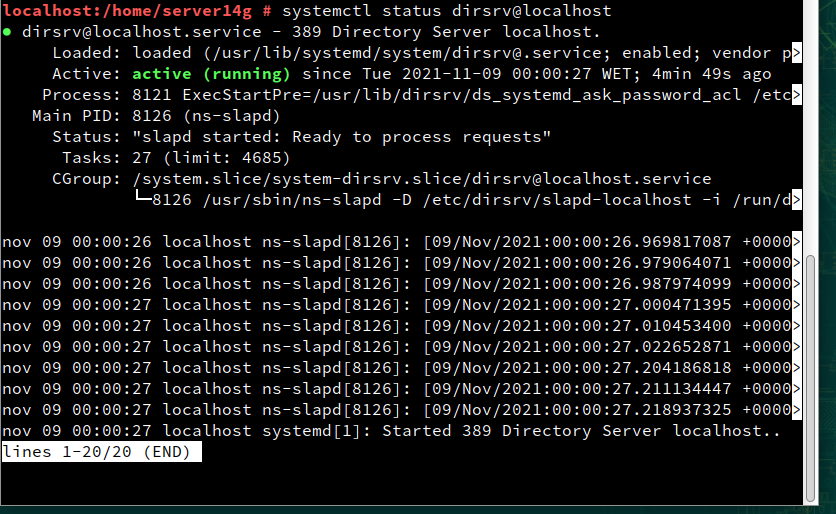 localhost:/home/server14g # systemctl status dirsrv@localhost
● dirsrv@localhost.service - 389 Directory Server localhost.
Loaded: loaded (/usr/lib/systemd/system/dirsrv@.service; enabled; vendor p>
Active: active (running) since Tue 2021-11-09 00:00:27 WET; 4min 49s ago
Process: 8121 ExecStartPre=/usr/lib/dirsrv/ds_systemd_ask_password_acl /etc>
Main PID: 8126 (ns-slapd)
Status: "slapd started: Ready to process requests"
Tasks: 27 (limit: 4685)
CGroup: /system.slice/system-dirsrv.slice/dirsrv@localhost.service
└─8126 /usr/sbin/ns-slapd -D /etc/dirsrv/slapd-localhost -i /run/d>
nov 09 00:00:26 localhost ns-slapd[8126]: [09/Nov/2021:00:00:26.969817087 +0000>
nov 09 00:00:26 localhost ns-slapd[8126]: [09/Nov/2021:00:00:26.979064071 +0000>
nov 09 00:00:26 localhost ns-slapd[8126]: [09/Nov/2021:00:00:26.987974099 +0000>
nov 09 00:00:27 localhost ns-slapd[8126]: [09/Nov/2021:00:00:27.000471395 +0000>
nov 09 00:00:27 localhost ns-slapd[8126]: [09/Nov/2021:00:00:27.010453400 +0000>
nov 09 00:00:27 localhost ns-slapd[8126]: [09/Nov/2021:00:00:27.022652871 +0000>
nov 09 00:00:27 localhost ns-slapd[8126]: [09/Nov/2021:00:00:27.204186818 +0000>
nov 09 00:00:27 localhost ns-slapd[8126]: [09/Nov/2021:00:00:27.211134447 +0000>
nov 09 00:00:27 localhost ns-slapd[8126]: [09/Nov/2021:00:00:27.218937325 +0000>
nov 09 00:00:27 localhost systemd[1]: Started 389 Directory Server localhost..
lines 1-20/20 (END)